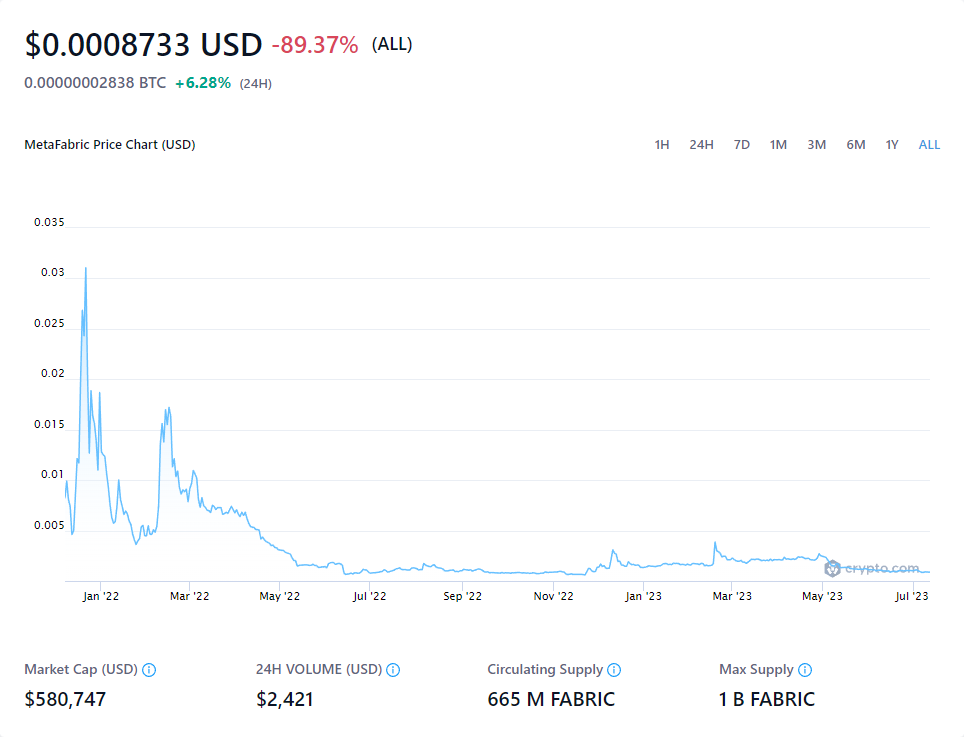 $0.0008733 USD -89.37% (ALL)
0.00000002838 BTC +6.28% (24H)
MetaFabric Price Chart (USD) 1H 24H 7D 1M 3M 6M 1Y ALL
0.035
0.03
0.025
0.02
0.015
0.01
0.005
crypto.com
Jan '22 Mar '22 May '22 Jul '22 Sep '22 Nov '22 Jan '23 Mar '23 May '23 Jul '23
Market Cap (USD) 24H VOLUME (USD) Circulating Supply Max Supply
$580,747 $2,421 665 M FABRIC 1 B FABRIC